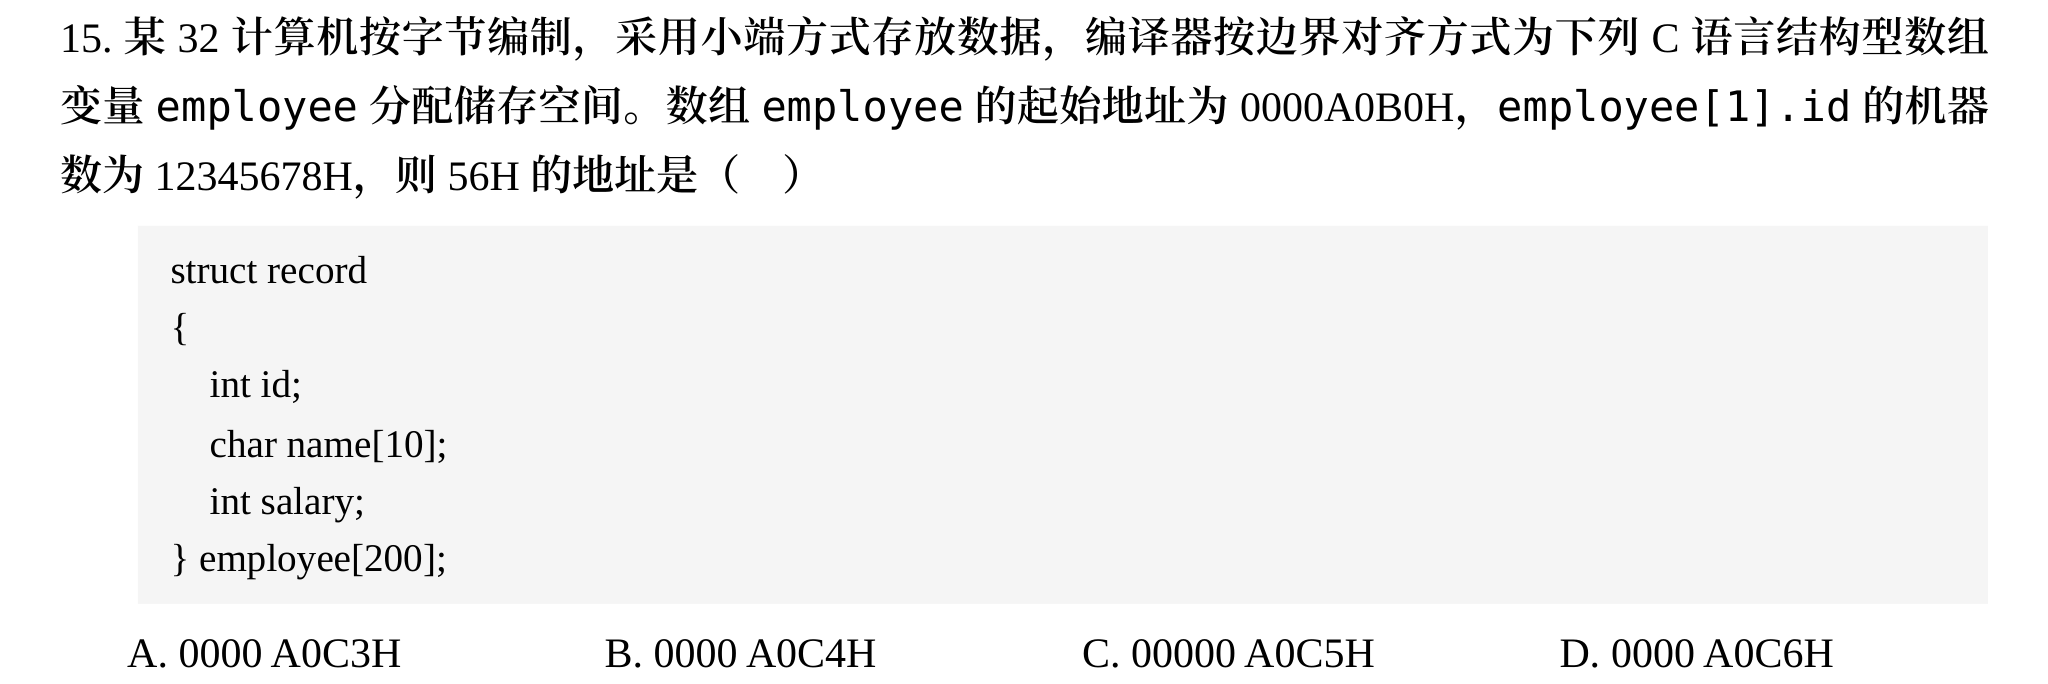 15. 某 32 计算机按字节编制，采用小端方式存放数据，编译器按边界对齐方式为下列 C 语言结构型数组
变量 employee 分配储存空间。数组 employee 的起始地址为 0000A0B0H，employee[1].id 的机器
数为 12345678H，则 56H 的地址是（    ）
struct record
{
int id;
char name[10];
int salary;
} employee[200];
A. 0000 A0C3H    B. 0000 A0C4H    C. 00000 A0C5H    D. 0000 A0C6H